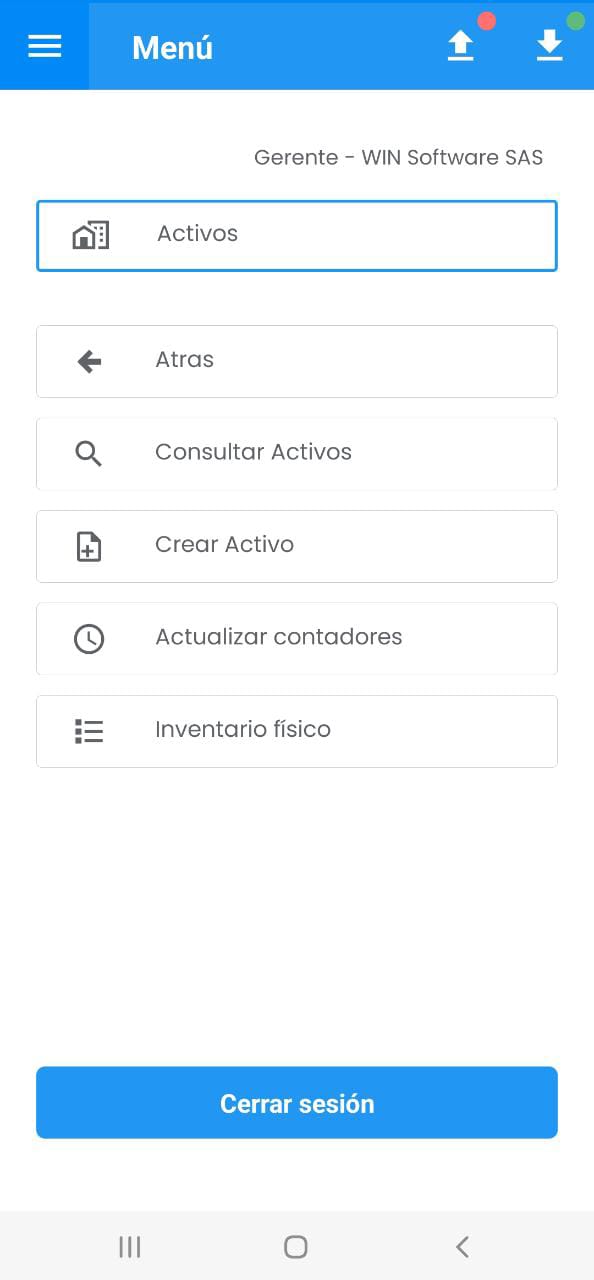 Menú
Gerente - WIN Software SAS
Activos
Atras
Consultar Activos
Crear Activo
Actualizar contadores
Inventario físico
Cerrar sesión